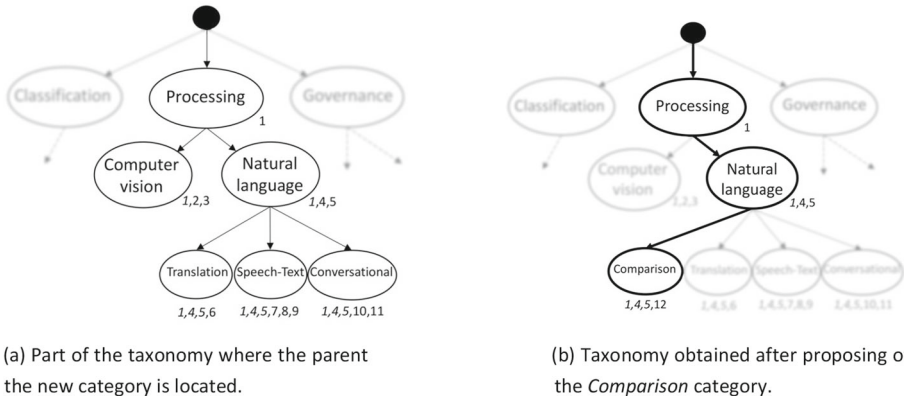 Classification
Processing
Governance
1
Computer
vision
1,2,3
Natural
language
1,4,5
Translation
Speech-Text
Conversational
1,4,5,6
1,4,5,7,8,9
1,4,5,10,11
(a) Part of the taxonomy where the parent
the new category is located.
Classification
Processing
Governance
1
Computer
vision
1,2,3
Natural
language
1,4,5
Comparison
Translation
Speech-Text
Conversational
1,4,5,12
1,4,5,6
1,4,5,7,8,9
1,4,5,10,11
(b) Taxonomy obtained after proposing o
the Comparison category.